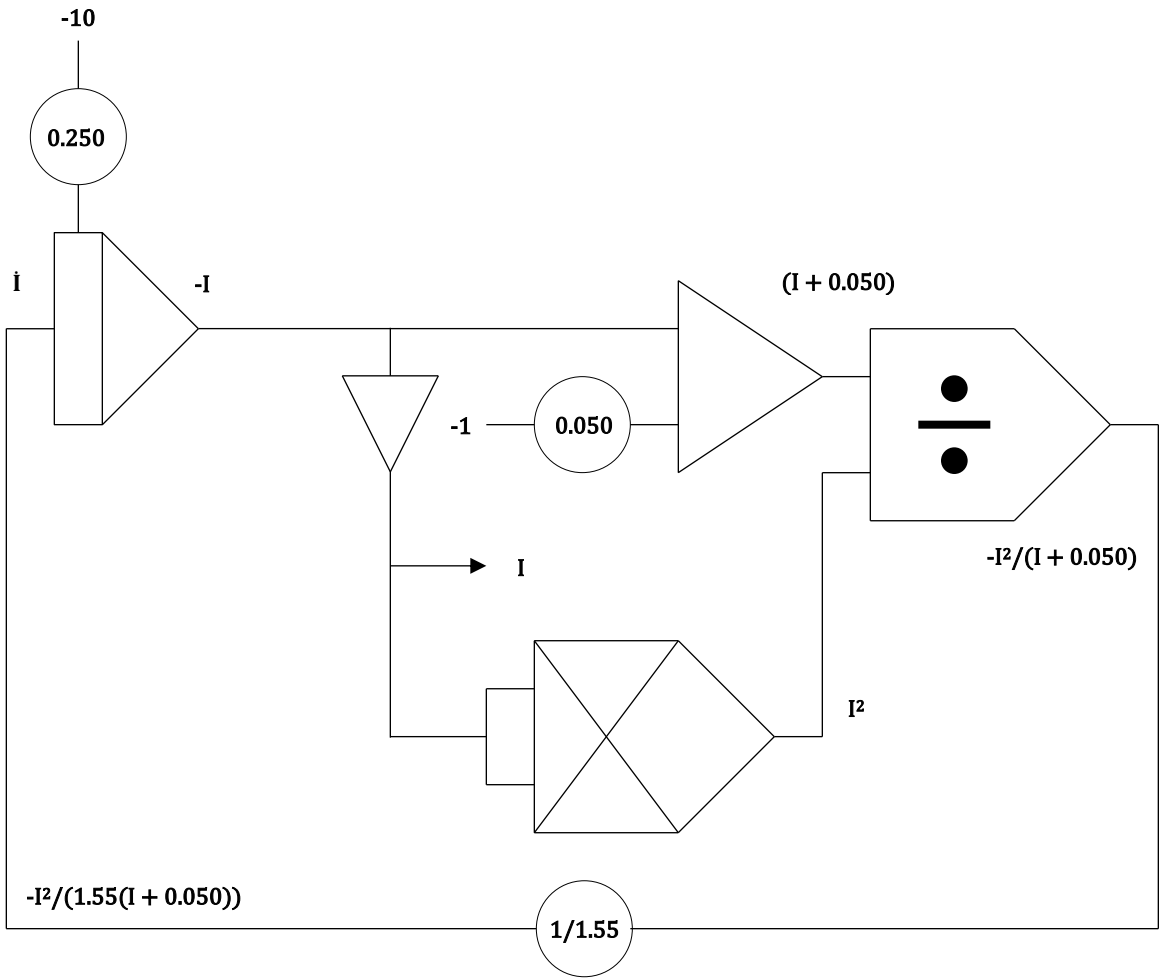 -10
0.250
İ
-I
(I + 0.050)
-1
0.050
-I²/(I + 0.050)
I
I²
-I²/(1.55(I + 0.050))
1/1.55